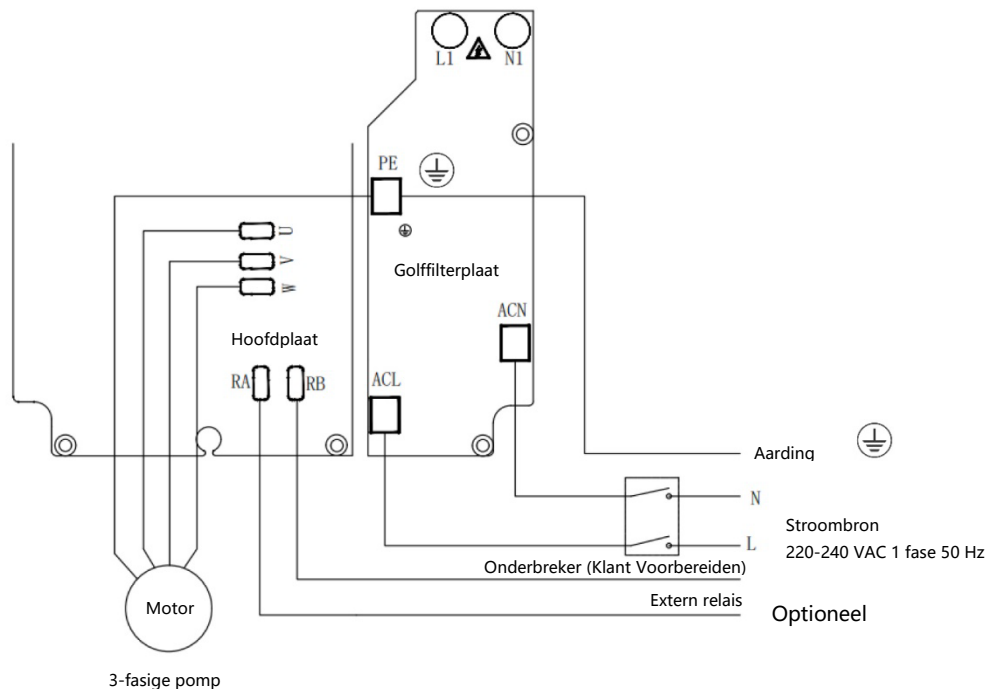 L1 N1
PE
U
V
W
Golffilterplaat
ACN
Hoofdplaat
RA RB
ACL
Aarding
N
Stroombron
L
220-240 VAC 1 fase 50 Hz
Onderbreker (Klant Voorbereiden)
Extern relais
Optioneel
Motor
3-fasige pomp